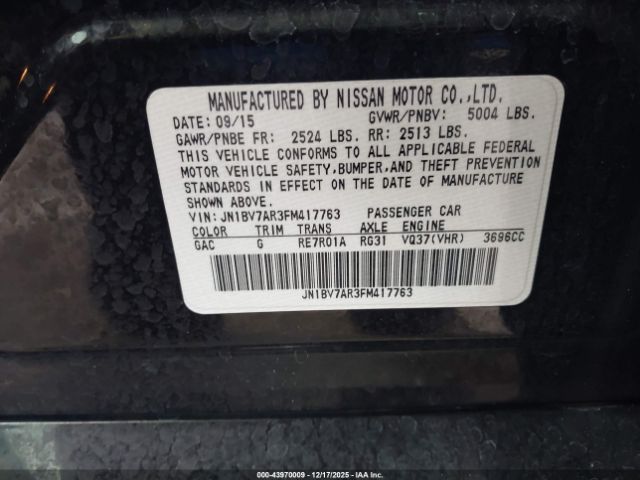 MANUFACTURED BY NISSAN MOTOR CO.,LTD.
DATE: 09/15 GVWR/PNBV: 5004 LBS.
GAWR/PNBE FR: 2524 LBS. RR: 2513 LBS.
THIS VEHICLE CONFORMS TO ALL APPLICABLE FEDERAL
MOTOR VEHICLE SAFETY,BUMPER,AND THEFT PREVENTION
STANDARDS IN EFFECT ON THE DATE OF MANUFACTURE
SHOWN ABOVE.
VIN: JN1BV7AR3FM417763 PASSENGER CAR
COLOR TRIM TRANS AXLE ENGINE
GAC G RE7R01A RG31 VQ37(VHR) 3696CC
JN1BV7AR3FM417763
00-43970009 - 12/17/2025 - IAA Inc.